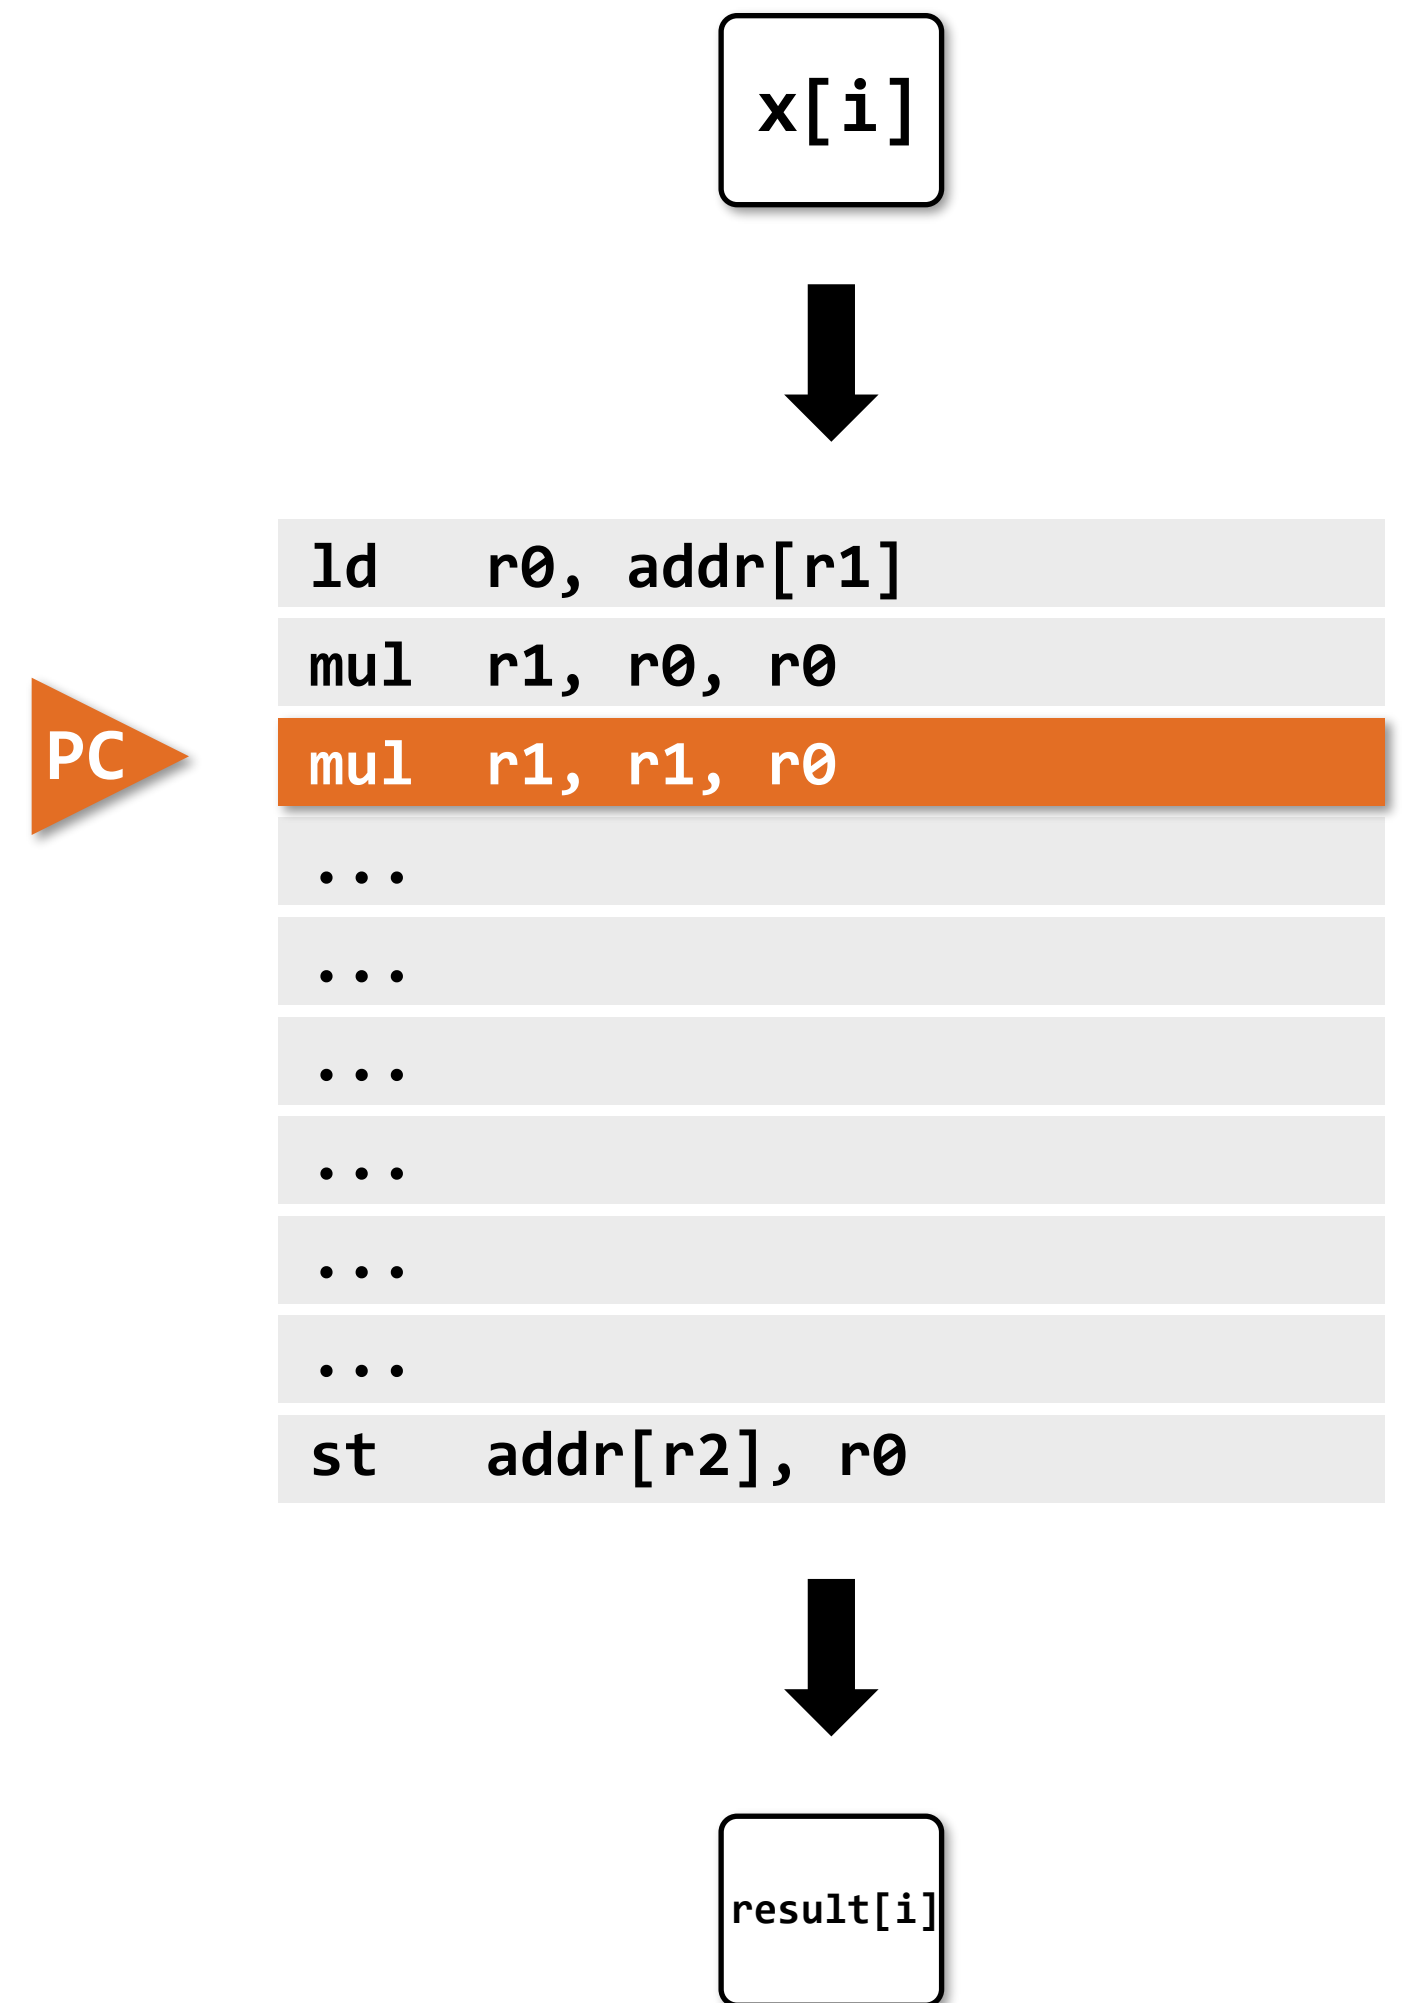 x[i]
ld r0, addr[r1]
mul r1, r0, r0
PC
mul r1, r1, r0
...
...
...
...
...
...
st addr[r2], r0
result[i]